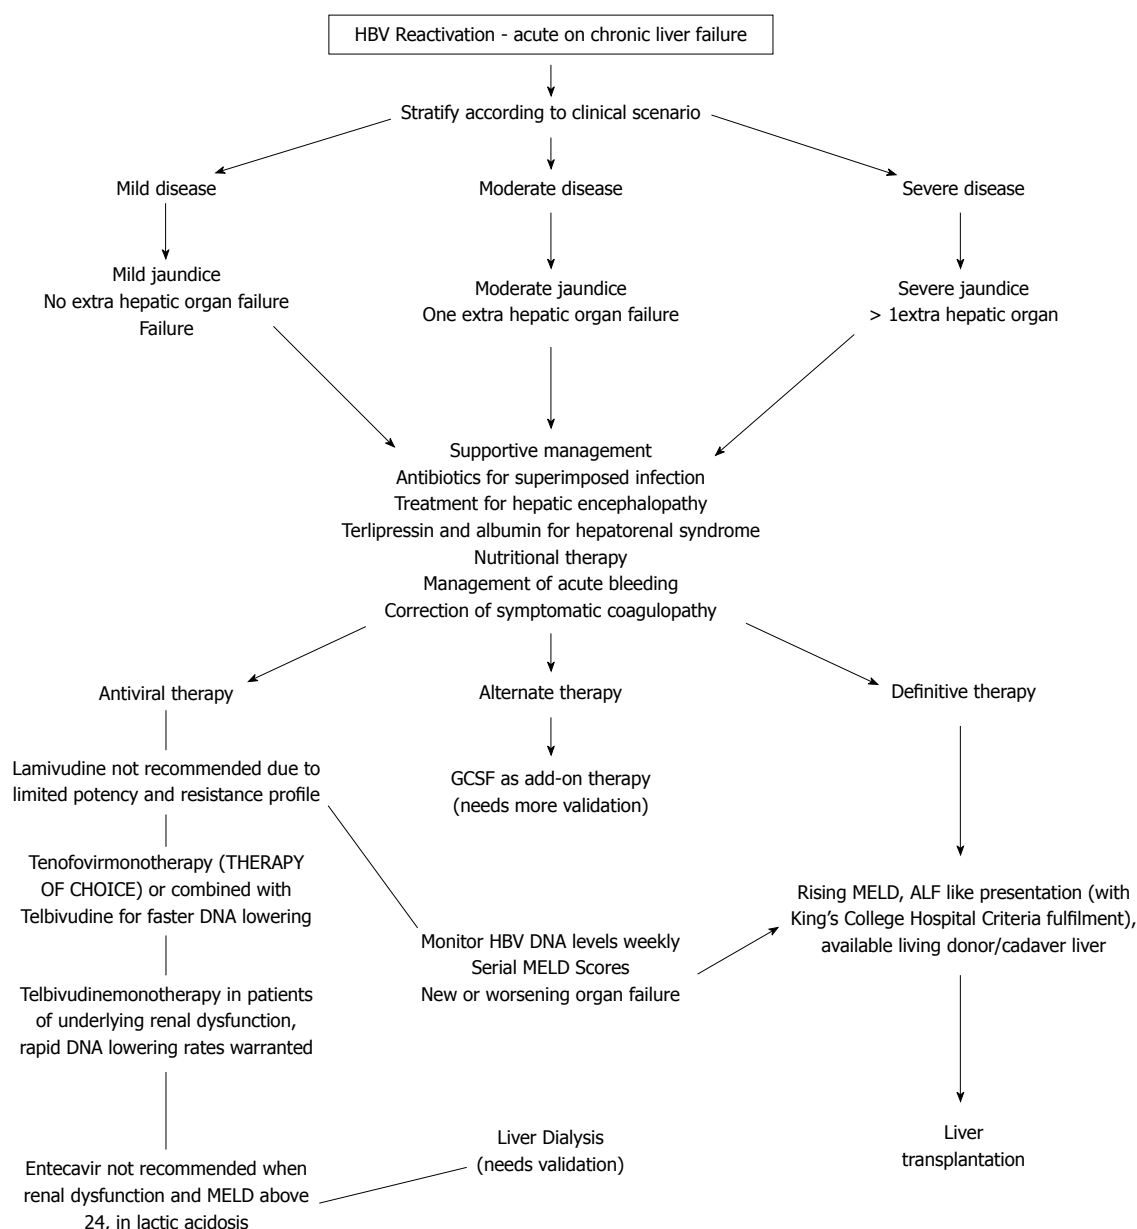 HBV Reactivation - acute on chronic liver failure
Stratify according to clinical scenario
Mild disease
Moderate disease
Severe disease
Mild jaundice
No extra hepatic organ failure
Failure
Moderate jaundice
One extra hepatic organ failure
Severe jaundice
> 1extra hepatic organ
Supportive management
Antibiotics for superimposed infection
Treatment for hepatic encephalopathy
Terlipressin and albumin for hepatorenal syndrome
Nutritional therapy
Management of acute bleeding
Correction of symptomatic coagulopathy
Antiviral therapy
Alternate therapy
Definitive therapy
Lamivudine not recommended due to
limited potency and resistance profile
GCSF as add-on therapy
(needs more validation)
Tenofovirmonotherapy (THERAPY
OF CHOICE) or combined with
Telbivudine for faster DNA lowering
Monitor HBV DNA levels weekly
Serial MELD Scores
New or worsening organ failure
Rising MELD, ALF like presentation (with
King's College Hospital Criteria fulfilment),
available living donor/cadaver liver
Telbivudinemonotherapy in patients
of underlying renal dysfunction,
rapid DNA lowering rates warranted
Entecavir not recommended when
renal dysfunction and MELD above
24, in lactic acidosis
Liver Dialysis
(needs validation)
Liver
transplantation